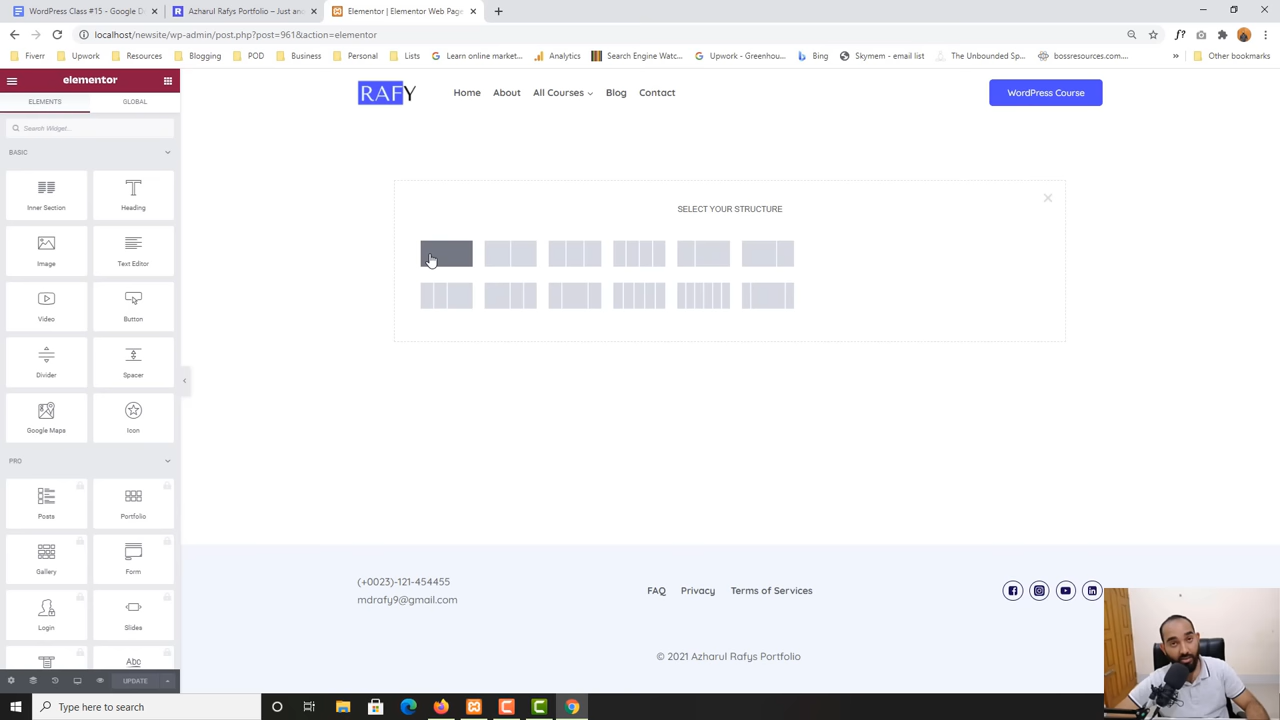 WordPress Class #15 - Google D
Azharul Rafys Portfolio – Just ano
Elementor | Elementor Web Page
localhost/newsite/wp-admin/post.php?post=961&action=elementor
Fiverr
Upwork
Resources
Blogging
POD
Business
Personal
Lists
Learn online market...
Analytics
Search Engine Watc...
Upwork - Greenhou...
Bing
Skymem - email list
The Unbounded Sp...
bossresources.com...
Other bookmarks
elementor
ELEMENTS
GLOBAL
Search Widget...
BASIC
Inner Section
Heading
Image
Text Editor
Video
Button
Divider
Spacer
Google Maps
Icon
PRO
Posts
Portfolio
Gallery
Form
Login
Slides
UPDATE
RAFY
Home
About
All Courses
Blog
Contact
WordPress Course
SELECT YOUR STRUCTURE
(+0023)-121-454455
mdrafy9@gmail.com
FAQ
Privacy
Terms of Services
© 2021 Azharul Rafys Portfolio
Type here to search